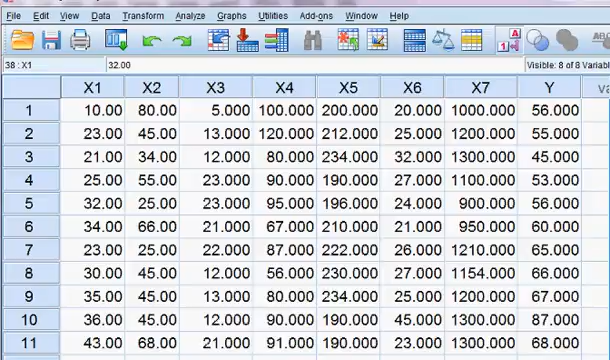 File Edit View Data Transform Analyze Graphs Utilities Add-ons Window Help
A
1
38 : X1 32.00 Visible: 8 of 8 Variabl
X1 X2 X3 X4 X5 X6 X7 Y va
1 10.00 80.00 5.000 100.000 200.000 20.000 1000.000 56.000
2 23.00 45.00 13.000 120.000 212.000 25.000 1200.000 55.000
3 21.00 34.00 12.000 80.000 234.000 32.000 1300.000 45.000
4 25.00 55.00 23.000 90.000 190.000 27.000 1100.000 53.000
5 32.00 25.00 23.000 95.000 196.000 24.000 900.000 56.000
6 34.00 66.00 21.000 67.000 210.000 21.000 950.000 60.000
7 23.00 25.00 22.000 87.000 222.000 26.000 1210.000 65.000
8 30.00 45.00 12.000 56.000 230.000 27.000 1154.000 66.000
9 35.00 45.00 13.000 80.000 234.000 25.000 1200.000 67.000
10 36.00 45.00 12.000 90.000 190.000 45.000 1300.000 87.000
11 43.00 68.00 21.000 91.000 190.000 23.000 1300.000 68.000